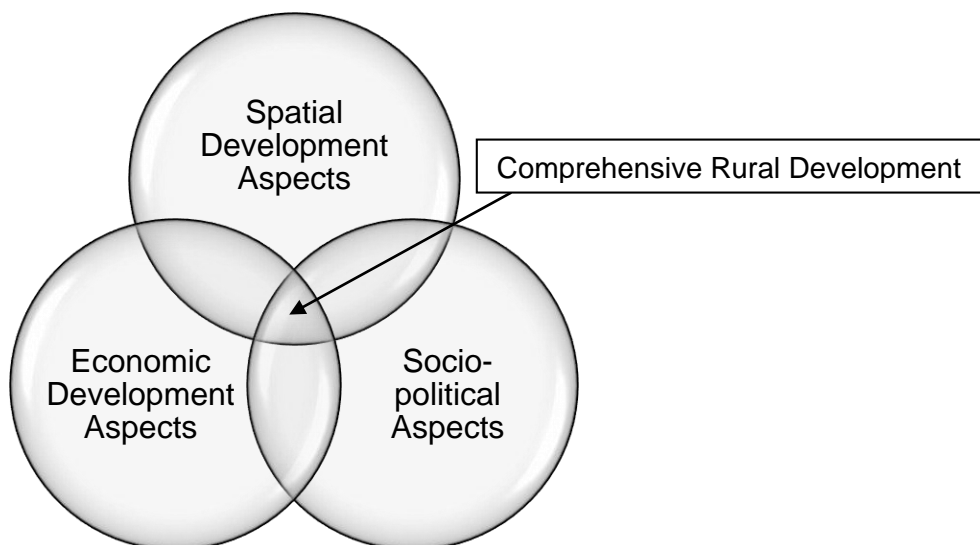 Spatial
Development
Aspects
Comprehensive Rural Development
Economic
Development
Aspects
Socio-
political
Aspects